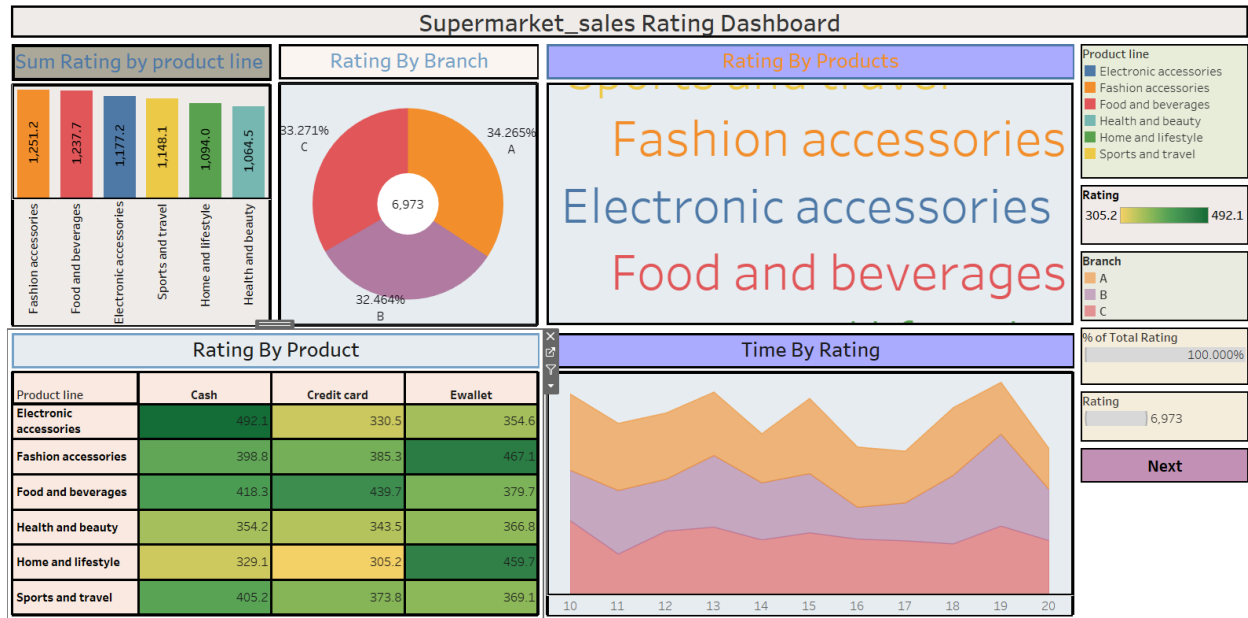 Supermarket_sales Rating Dashboard
Sum Rating by product line
1,251.2
1,237.7
1,177.2
1,148.1
1,094.0
1,064.5
Fashion accessories
Food and beverages
Electronic accessories
Sports and travel
Home and lifestyle
Health and beauty
Rating By Branch
33.271%
C
34.265%
A
6,973
32.464%
B
Rating By Products
Sports and travel
Fashion accessories
Electronic accessories
Food and beverages
Product line
Electronic accessories
Fashion accessories
Food and beverages
Health and beauty
Home and lifestyle
Sports and travel
Rating
305.2 492.1
Branch
A
B
C
% of Total Rating
100.000%
Rating
6,973
Next
Rating By Product
Product line Cash Credit card Ewallet
Electronic
accessories 492.1 330.5 354.6
Fashion accessories 398.8 385.3 467.1
Food and beverages 418.3 439.7 379.7
Health and beauty 354.2 343.5 366.8
Home and lifestyle 329.1 305.2 459.7
Sports and travel 405.2 373.8 369.1
Time By Rating
10 11 12 13 14 15 16 17 18 19 20